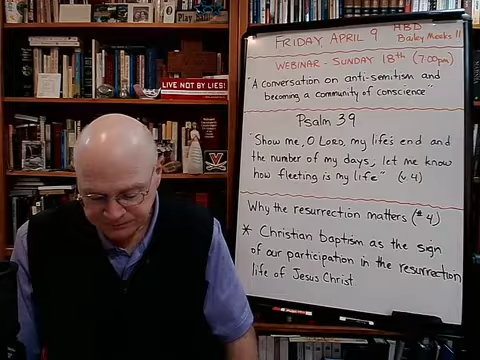 Play S
LIVE NOT BY LIES!
V
FRIDAY APRIL 9 HBD
Bailey Meeks !!
WEBINAR - SUNDAY 18th (7:00pm)
"A conversation on anti-semitism and
becoming a community of conscience"
Psalm 39
"Show me, O LORD, my life's end and
the number of my days, let me know
how fleeting is my life" (v. 4)
Why the resurrection matters (#4)
* Christian baptism as the sign
of our participation in the resurrection
life of Jesus Christ